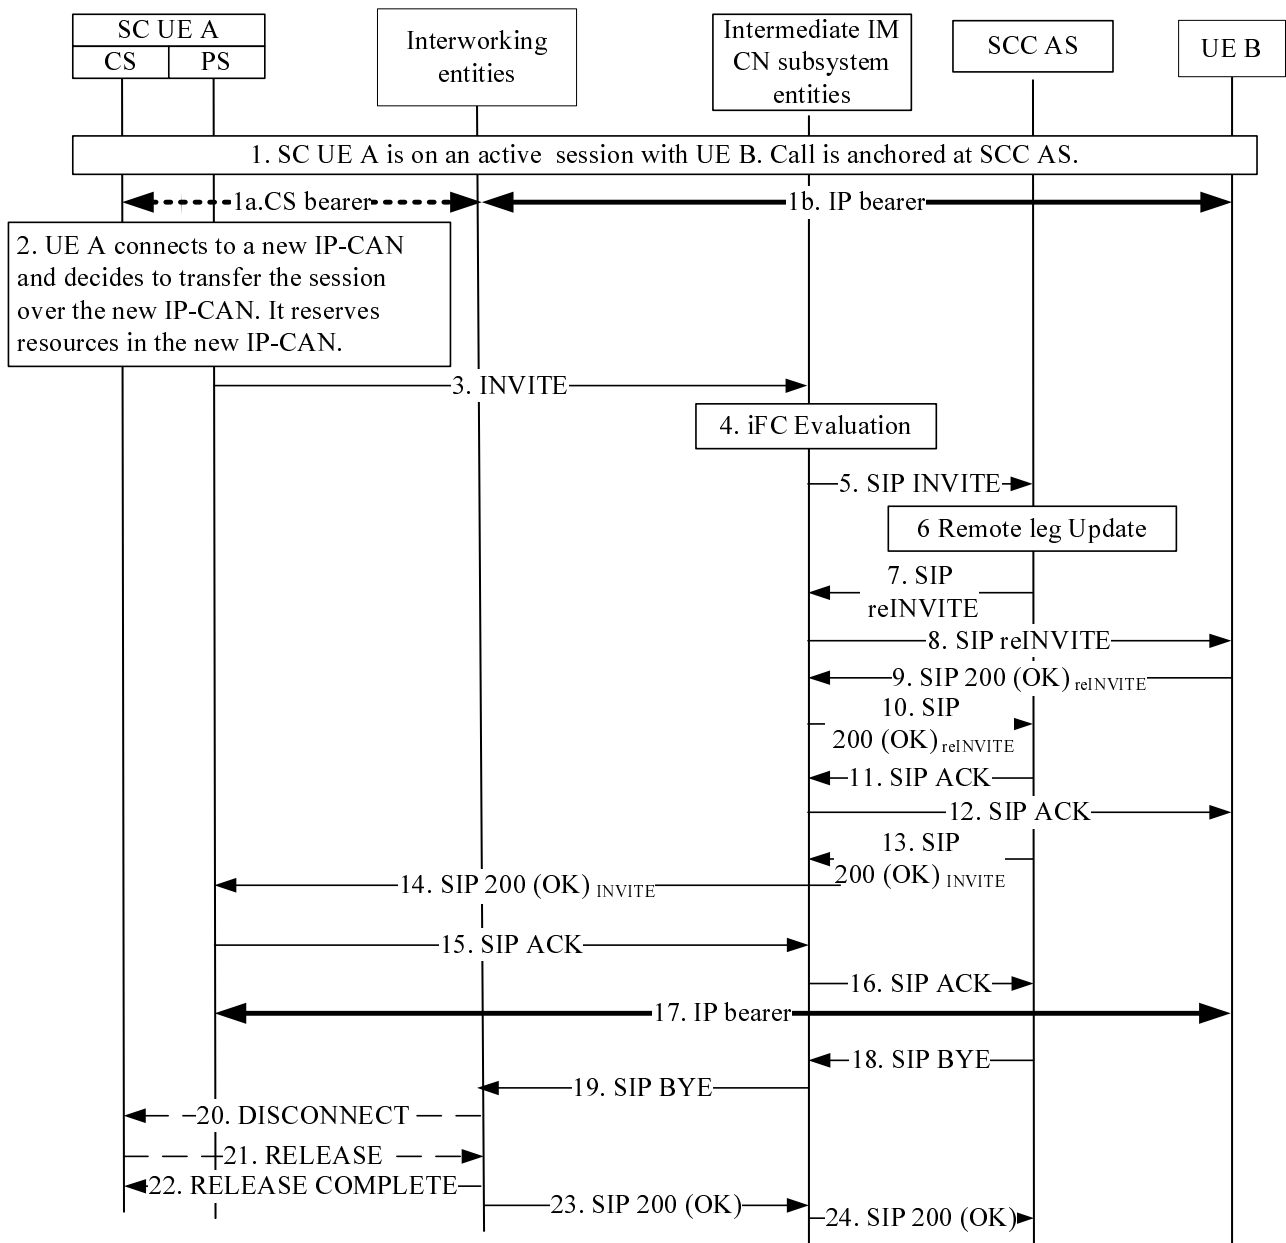 SC UE A
CS PS
Interworking
entities
Intermediate IM
CN subsystem
entities
SCC AS
UE B
1. SC UE A is on an active  session with UE B. Call is anchored at SCC AS.
1a.CS bearer
1b. IP bearer
2. UE A connects to a new IP-CAN
and decides to transfer the session
over the new IP-CAN. It reserves
resources in the new IP-CAN.
3. INVITE
4. iFC Evaluation
5. SIP INVITE
6 Remote leg Update
7. SIP
reINVITE
8. SIP reINVITE
9. SIP 200 (OK) reINVITE
10. SIP
200 (OK) reINVITE
11. SIP ACK
12. SIP ACK
13. SIP
200 (OK) INVITE
14. SIP 200 (OK) INVITE
15. SIP ACK
16. SIP ACK
17. IP bearer
18. SIP BYE
19. SIP BYE
20. DISCONNECT
21. RELEASE
22. RELEASE COMPLETE
23. SIP 200 (OK)
24. SIP 200 (OK)